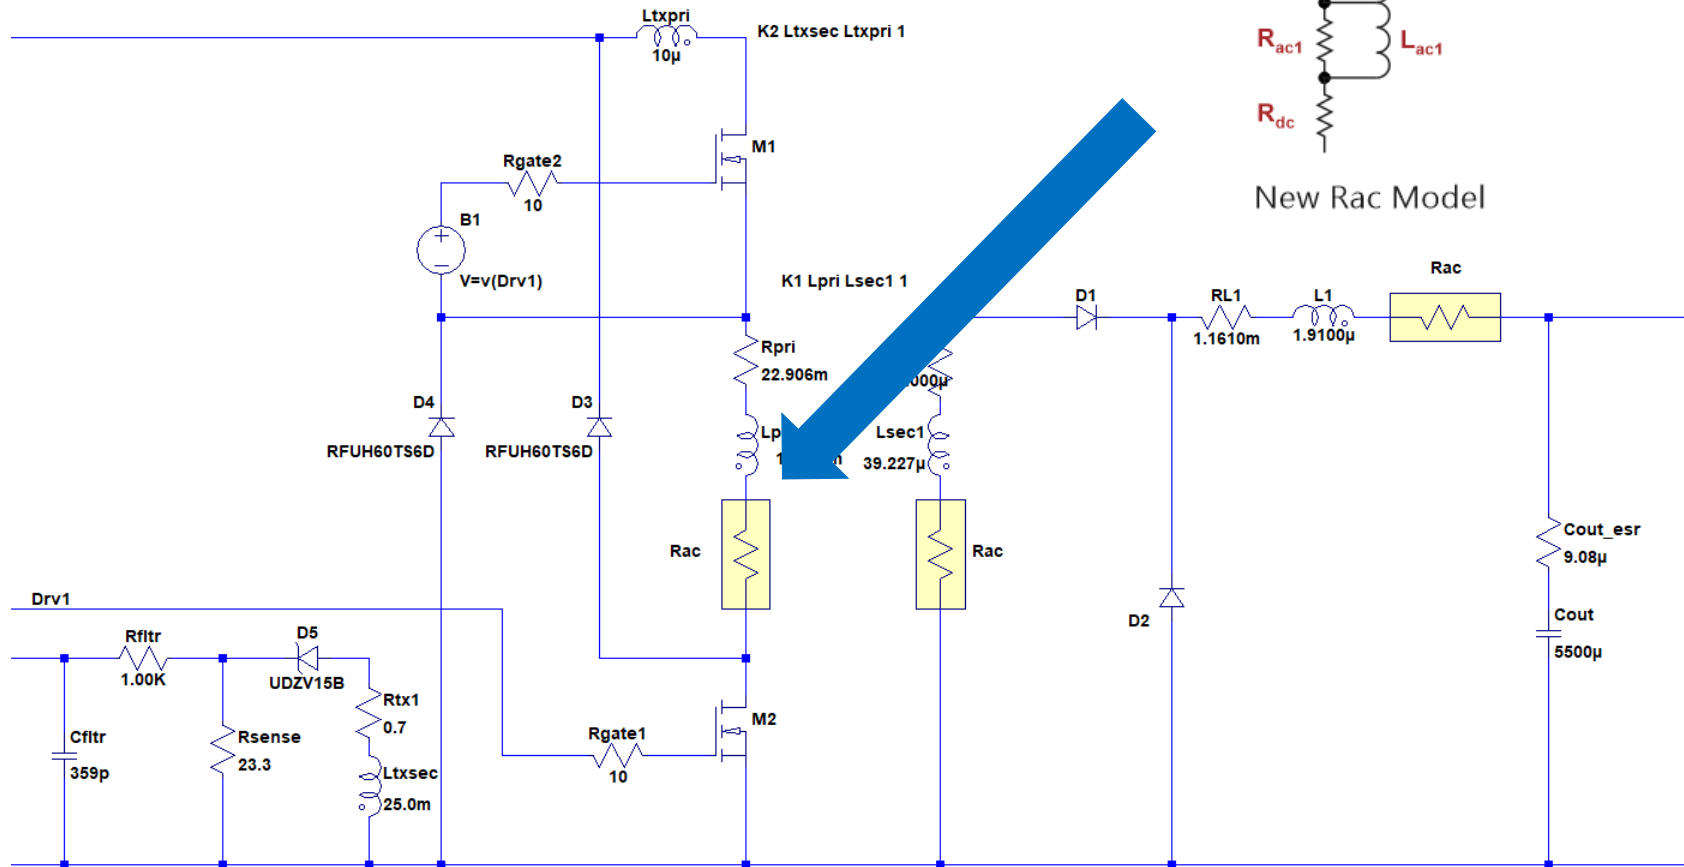 Ltxpri
10µ
K2 Ltxsec Ltxpri 1
Rac1
Lac1
Rdc
New Rac Model
M1
Rgate2
10
B1
V=v(Drv1)
K1 Lpri Lsec1 1
Rac
D1
RL1
1.1610m
L1
1.9100µ
Rpri
22.906m
000µ
D4
RFUH60TS6D
D3
RFUH60TS6D
Lp
Lsec1
39.227µ
Rac
Rac
Cout_esr
9.08µ
Cout
5500µ
D2
Drv1
Rfltr
1.00K
D5
UDZV15B
Rtx1
0.7
Cfltr
359p
Rsense
23.3
Ltxsec
25.0m
Rgate1
10
M2